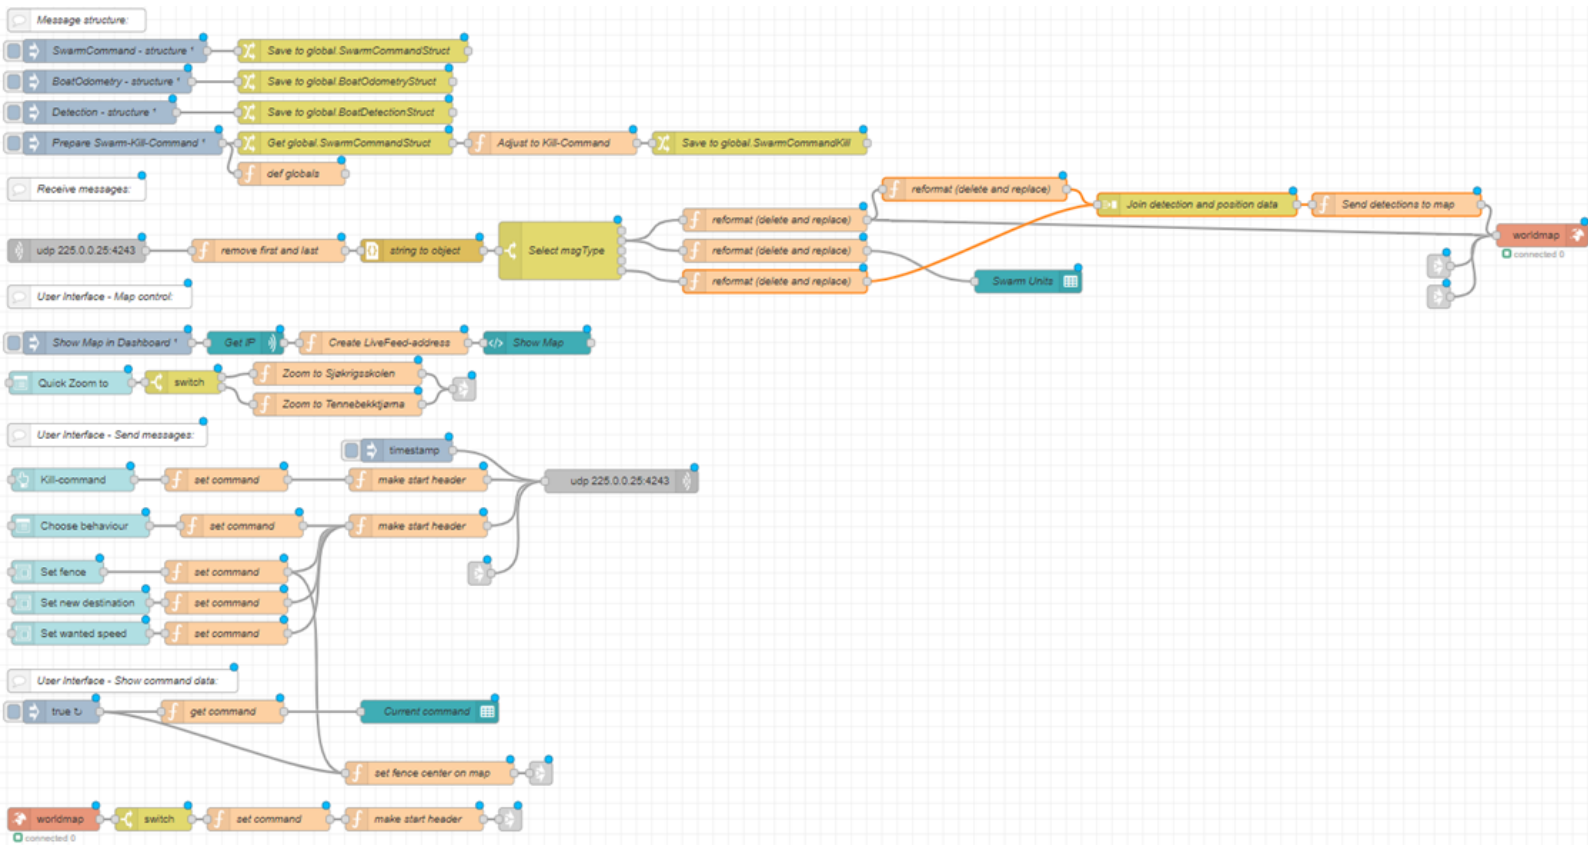 Message structure:
SwarmCommand - structure *
Save to global.SwarmCommandStruct
BoatOdometry - structure *
Save to global.BoatOdometryStruct
Detection - structure *
Save to global.BoatDetectionStruct
Prepare Swarm-Kill-Command *
Get global.SwarmCommandStruct
Adjust to Kill-Command
Save to global.SwarmCommandKill
def globals
Receive messages:
reformat (delete and replace)
Join detection and position data
Send detections to map
reformat (delete and replace)
worldmap
connected 0
udp 225.0.0.25:4243
remove first and last
string to object
Select msgType
reformat (delete and replace)
reformat (delete and replace)
Swarm Units
User Interface - Map control:
Show Map in Dashboard *
Get IP
Create LiveFeed-address
Show Map
Quick Zoom to
switch
Zoom to Sjøkrigsskolen
Zoom to Tennebekktjørna
User Interface - Send messages:
timestamp
Kill-command
set command
make start header
udp 225.0.0.25:4243
Choose behaviour
set command
make start header
Set fence
set command
Set new destination
set command
Set wanted speed
set command
User Interface - Show command data:
true ↻
get command
Current command
set fence center on map
worldmap
switch
set command
make start header
connected 0